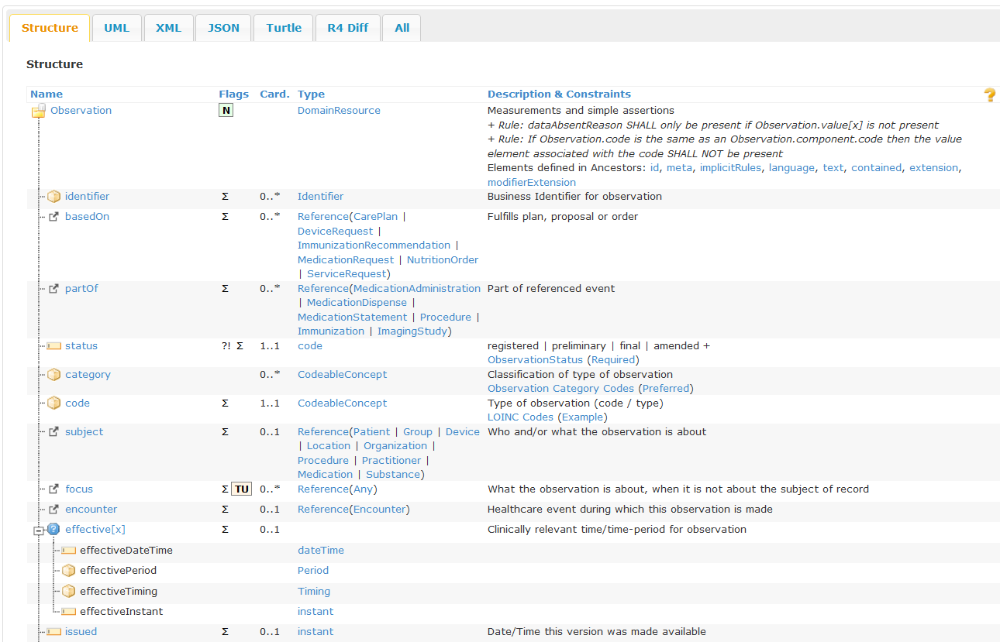 Structure UML XML JSON Turtle R4 Diff All
Structure
Name Flags Card. Type Description & Constraints ?
Observation N DomainResource Measurements and simple assertions
+ Rule: dataAbsentReason SHALL only be present if Observation.value[x] is not present
+ Rule: If Observation.code is the same as an Observation.component.code then the value
element associated with the code SHALL NOT be present
Elements defined in Ancestors: id, meta, implicitRules, language, text, contained, extension,
modifierExtension
identifier Σ 0..* Identifier Business Identifier for observation
basedOn Σ 0..* Reference(CarePlan | Fulfills plan, proposal or order
DeviceRequest |
ImmunizationRecommendation |
MedicationRequest | NutritionOrder
| ServiceRequest)
partOf Σ 0..* Reference(MedicationAdministration Part of referenced event
| MedicationDispense |
MedicationStatement | Procedure |
Immunization | ImagingStudy)
status ?! Σ 1..1 code registered | preliminary | final | amended +
ObservationStatus (Required)
category 0..* CodeableConcept Classification of type of observation
Observation Category Codes (Preferred)
code Σ 1..1 CodeableConcept Type of observation (code / type)
LOINC Codes (Example)
subject Σ 0..1 Reference(Patient | Group | Device Who and/or what the observation is about
| Location | Organization |
Procedure | Practitioner |
Medication | Substance)
focus Σ TU 0..* Reference(Any) What the observation is about, when it is not about the subject of record
encounter Σ 0..1 Reference(Encounter) Healthcare event during which this observation is made
effective[x] Σ 0..1 Clinically relevant time/time-period for observation
effectiveDateTime dateTime
effectivePeriod Period
effectiveTiming Timing
effectiveInstant instant
issued Σ 0..1 instant Date/Time this version was made available